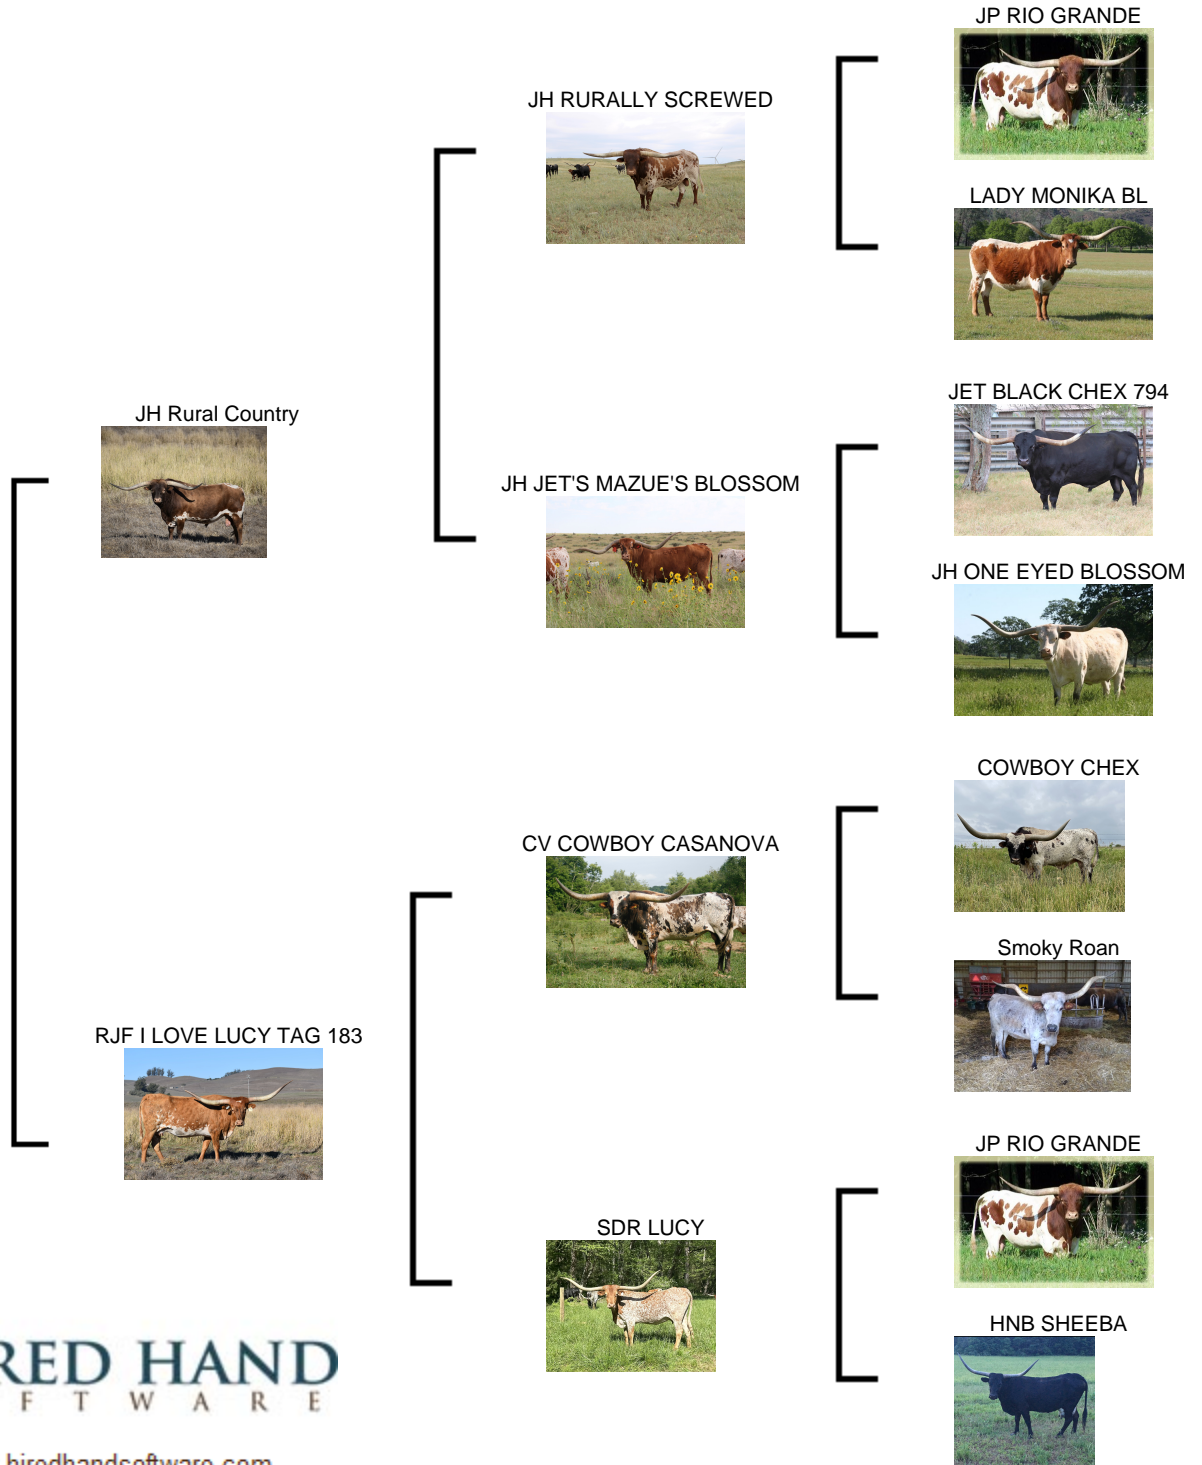 JP RIO GRANDE
JH RURALLY SCREWED
LADY MONIKA BL
JH Rural Country
JET BLACK CHEX 794
JH JET'S MAZUE'S BLOSSOM
JH ONE EYED BLOSSOM
COWBOY CHEX
CV COWBOY CASANOVA
Smoky Roan
RJF I LOVE LUCY TAG 183
JP RIO GRANDE
SDR LUCY
HNB SHEEBA
RED HAND
F T W A R E
hiredhandsoftware.com